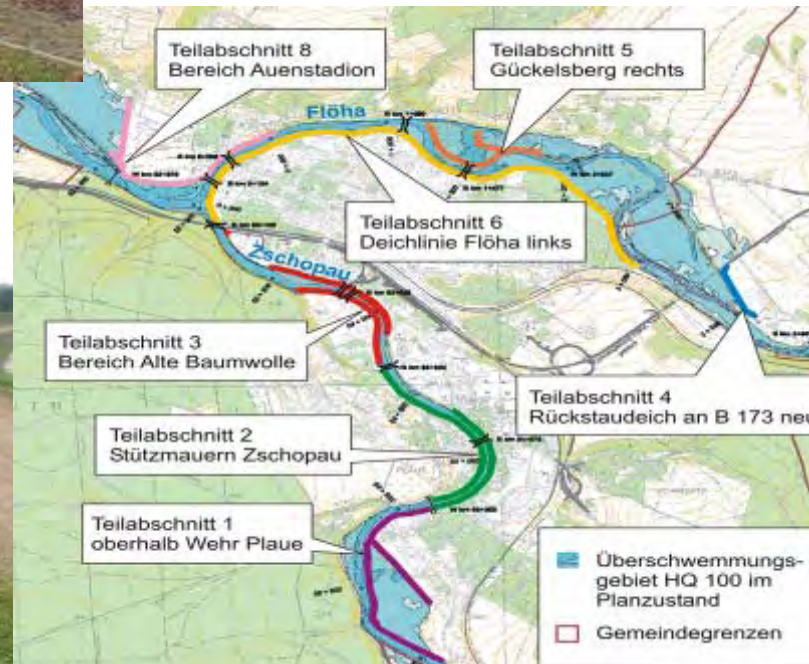 Teilabschnitt 8
Bereich Auenstadion
Teilabschnitt 5
Gückelsberg rechts
Flöha
Teilabschnitt 6
Deichlinie Flöha links
Zschopau
Teilabschnitt 3
Bereich Alte Baumwolle
Teilabschnitt 4
Rückstaudeich an B 173 neu
Teilabschnitt 2
Stützmauern Zschopau
Teilabschnitt 1
oberhalb Wehr Plaue
Überschwemmungs-
gebiet HQ 100 im
Planzustand
Gemeindegrenzen